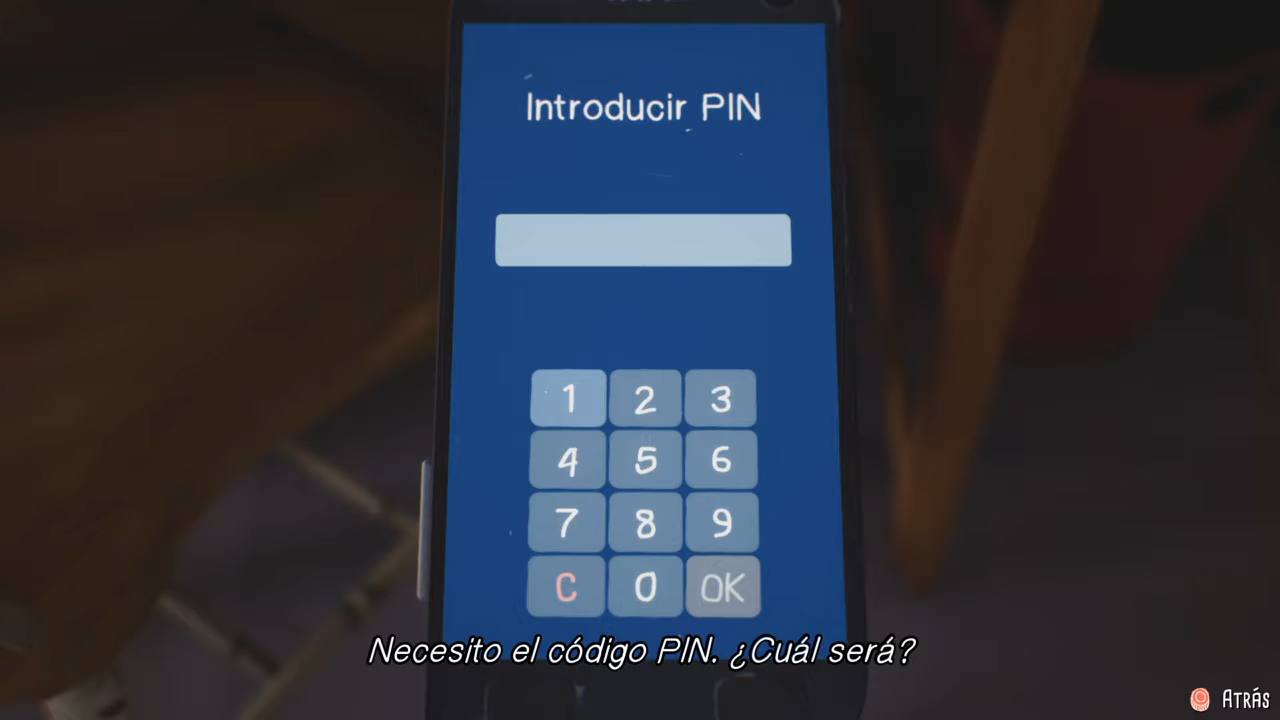 Introducir PIN
1 2 3
4 5 6
7 8 9
C 0 OK
Necesito el código PIN. ¿Cuál será?
ATRÁS